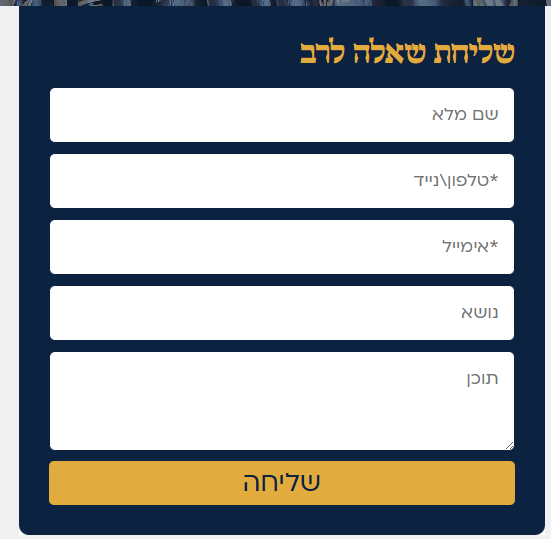 שליחת שאלה לרב
שם מלא
*טלפון\נייד
*אימייל
נושא
תוכן
שליחה